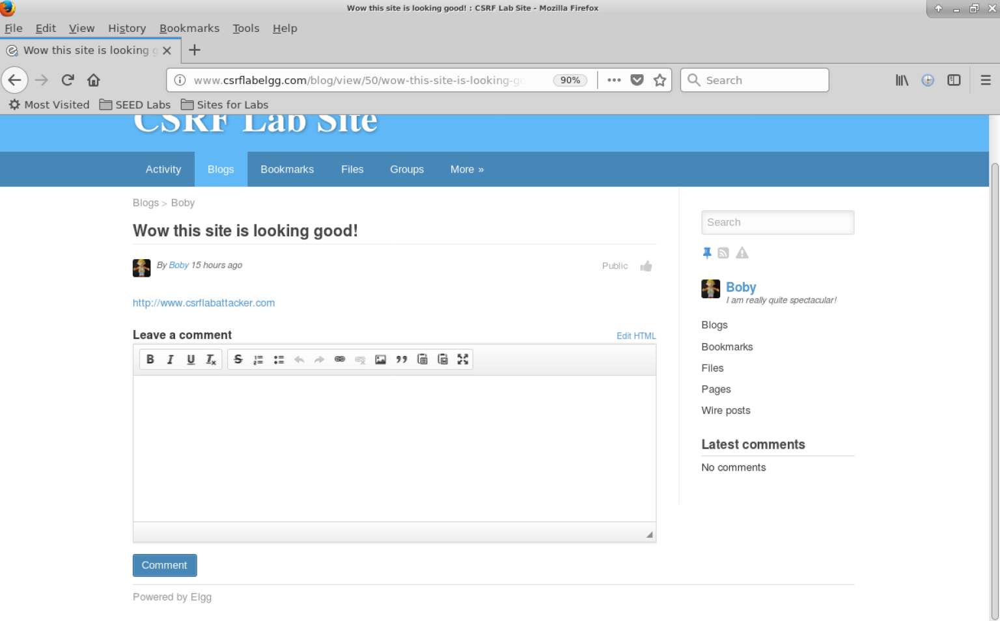 Wow this site is looking good! : CSRF Lab Site - Mozilla Firefox
File Edit View History Bookmarks Tools Help
Wow this site is looking g
www.csrflabelgg.com/blog/view/50/wow-this-site-is-looking-go 90% Search
Most Visited SEED Labs Sites for Labs
CSRF Lab Site
Activity Blogs Bookmarks Files Groups More »
Blogs > Boby
Wow this site is looking good!
By Boby 15 hours ago Public
http://www.csrflabattacker.com
Leave a comment Edit HTML
Comment
Powered by Elgg
Search
Boby
I am really quite spectacular!
Blogs
Bookmarks
Files
Pages
Wire posts
Latest comments
No comments